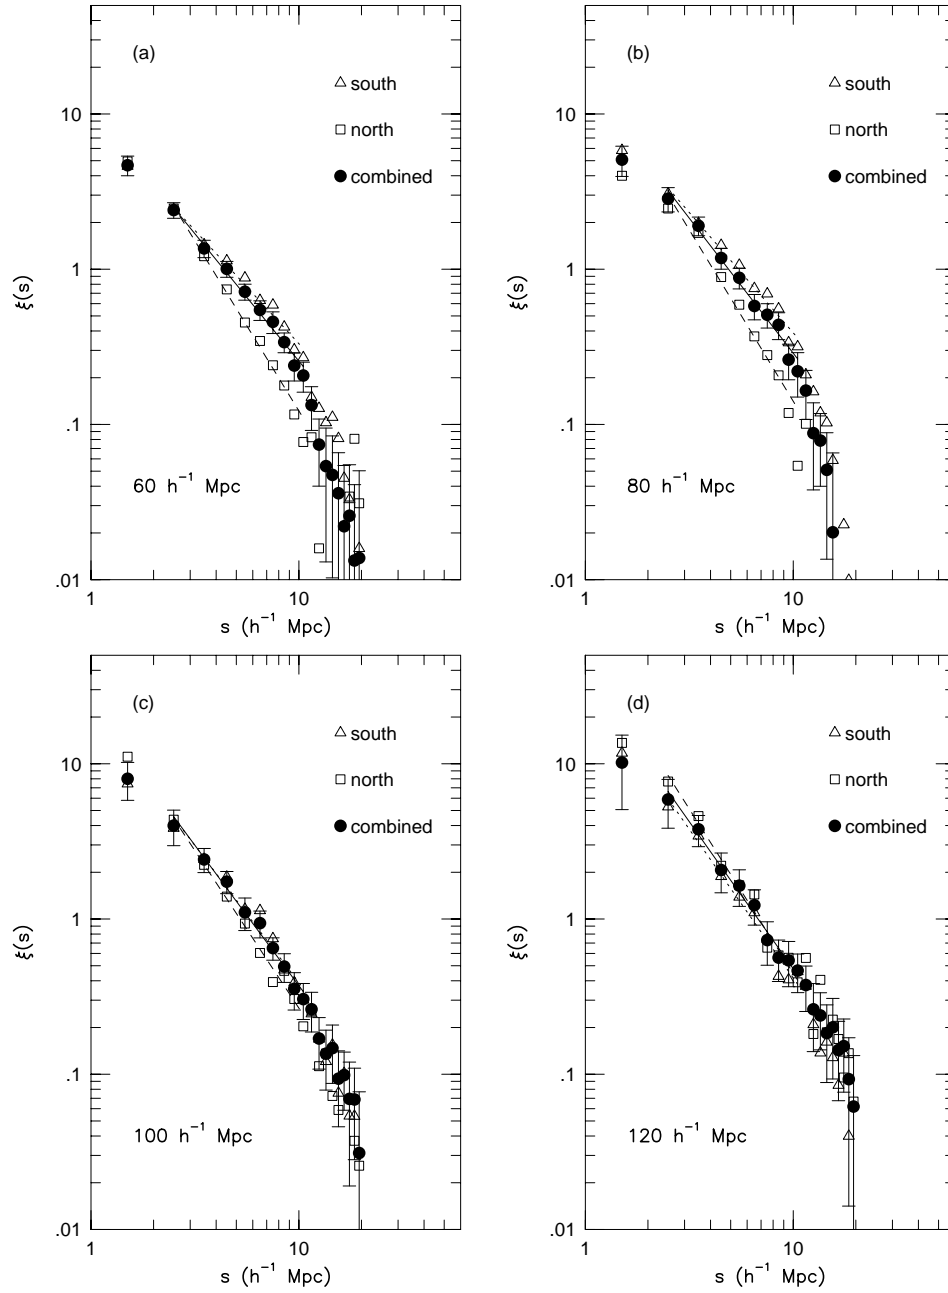 (a)
△ south
□ north
● combined
10
1
.1
.01
ξ(s)
60 h⁻¹ Mpc
1
10
s (h⁻¹ Mpc)
(b)
△ south
□ north
● combined
10
1
.1
.01
ξ(s)
80 h⁻¹ Mpc
1
10
s (h⁻¹ Mpc)
(c)
△ south
□ north
● combined
10
1
.1
.01
ξ(s)
100 h⁻¹ Mpc
1
10
s (h⁻¹ Mpc)
(d)
△ south
□ north
● combined
10
1
.1
.01
ξ(s)
120 h⁻¹ Mpc
1
10
s (h⁻¹ Mpc)